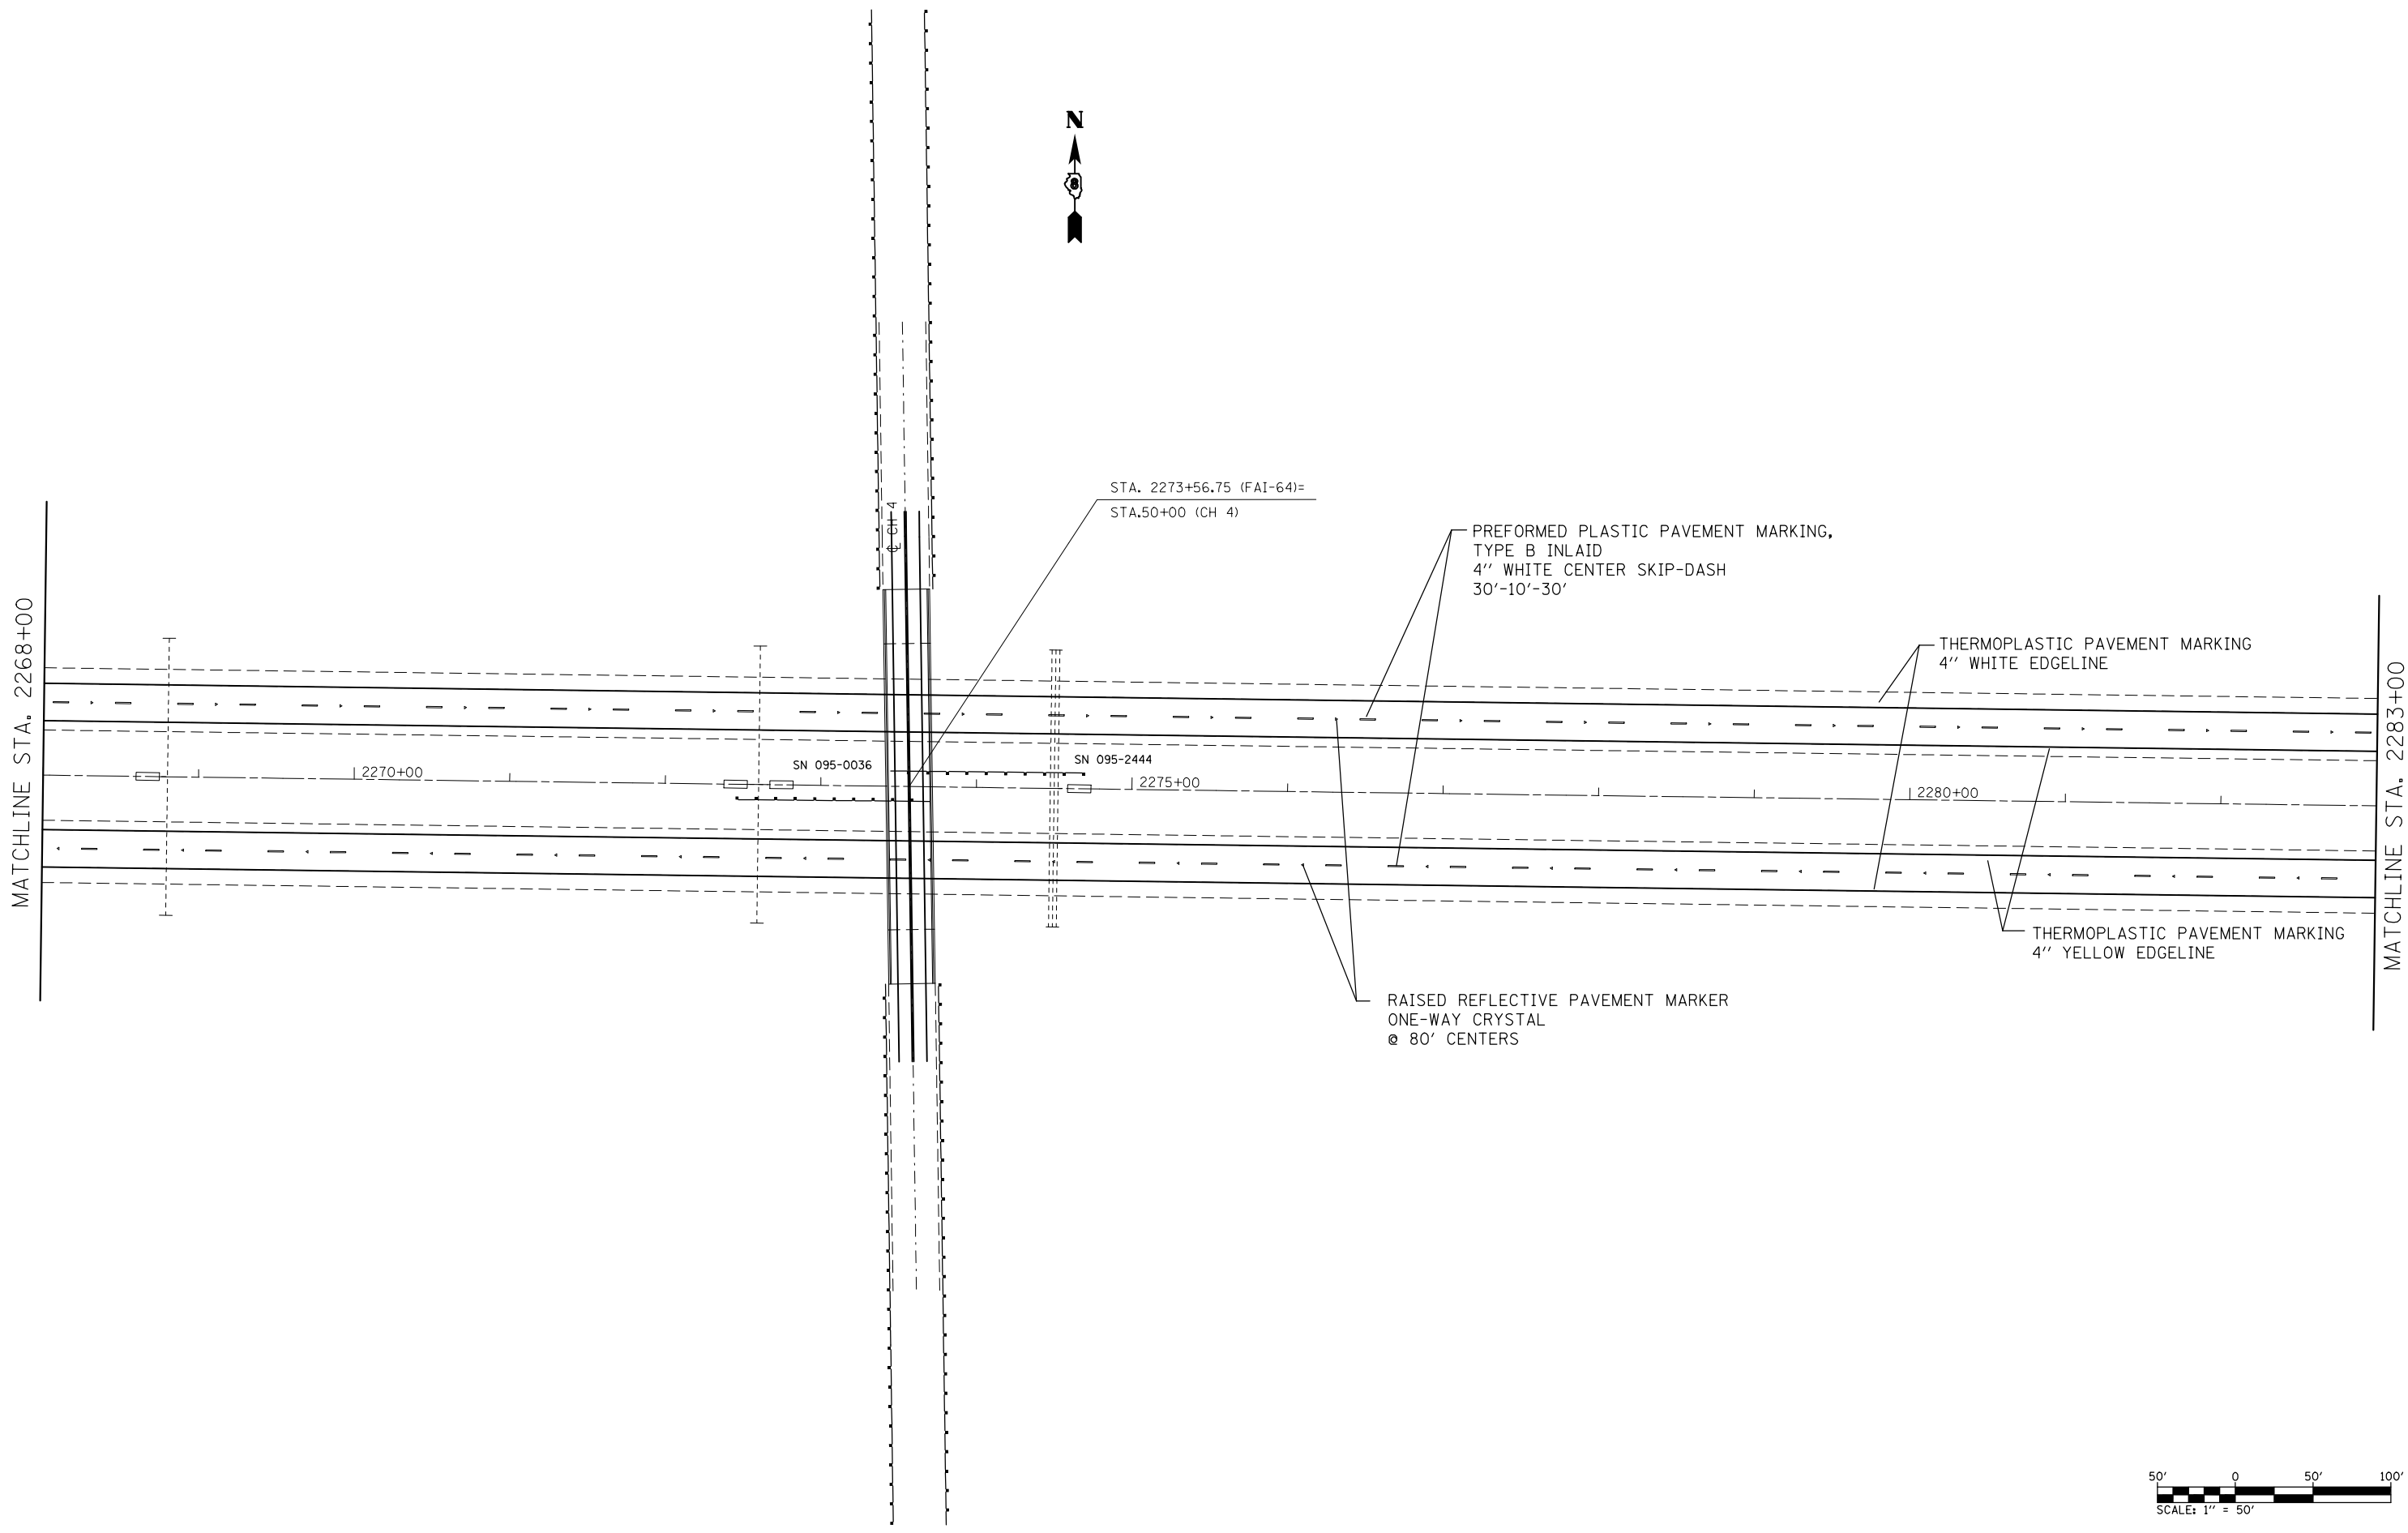 N
8
STA. 2273+56.75 (FAI-64)=
STA.50+00 (CH 4)
℄ CH 4
PREFORMED PLASTIC PAVEMENT MARKING,
TYPE B INLAID
4'' WHITE CENTER SKIP-DASH
30'-10'-30'
THERMOPLASTIC PAVEMENT MARKING
4'' WHITE EDGELINE
MATCHLINE STA. 2268+00
MATCHLINE STA. 2283+00
SN 095-0036
SN 095-2444
2270+00
2275+00
2280+00
THERMOPLASTIC PAVEMENT MARKING
4'' YELLOW EDGELINE
RAISED REFLECTIVE PAVEMENT MARKER
ONE-WAY CRYSTAL
@ 80' CENTERS
50' 0 50' 100'
SCALE: 1'' = 50'